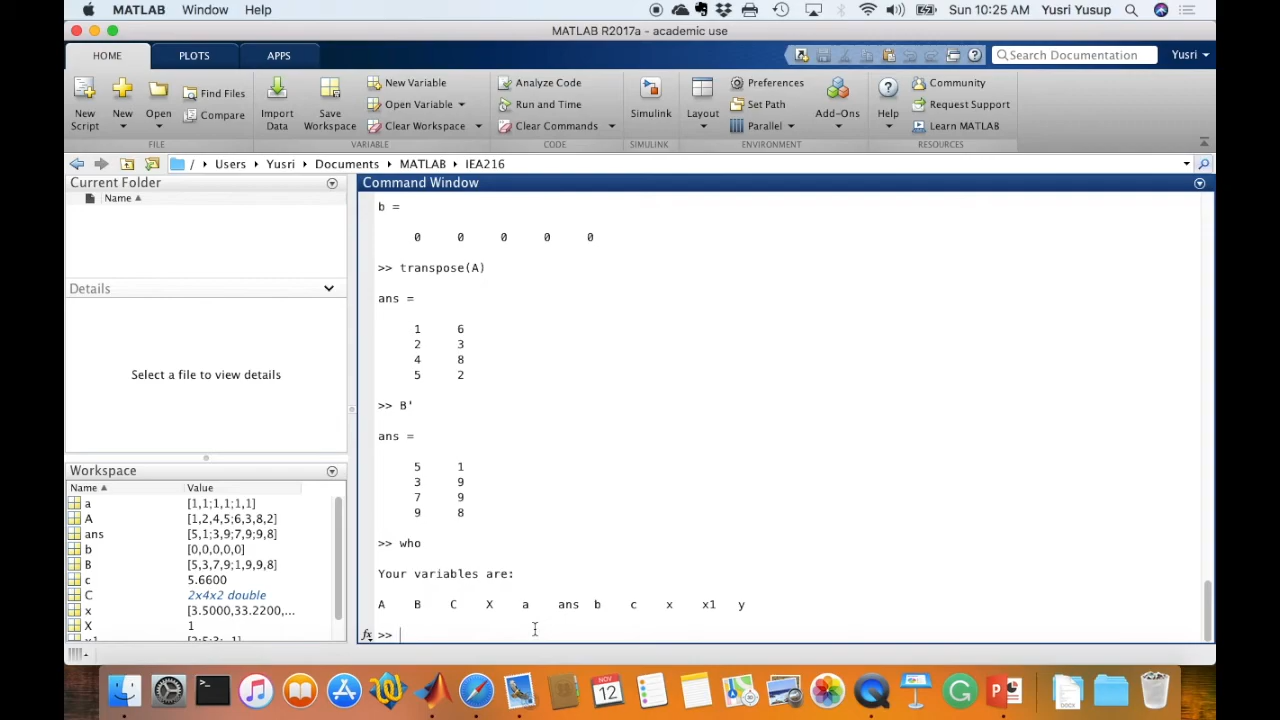 MATLAB Window Help Sun 10:25 AM Yusri Yusup
MATLAB R2017a - academic use
HOME PLOTS APPS Search Documentation Yusri
New Script New Open Find Files Compare Import Data Save Workspace New Variable Open Variable Clear Workspace Analyze Code Run and Time Clear Commands Simulink Layout Preferences Set Path Parallel Add-Ons Help Community Request Support Learn MATLAB
FILE VARIABLE CODE SIMULINK ENVIRONMENT RESOURCES
/ Users Yusri Documents MATLAB IEA216
Current Folder
Name
Details
Select a file to view details
Workspace
Name Value
a [1,1;1,1;1,1]
A [1,2,4,5;6,3,8,2]
ans [5,1;3,9;7,9;9,8]
b [0,0,0,0,0]
B [5,3,7,9;1,9,9,8]
c 5.6600
C 2x4x2 double
x [3.5000,33.2200,...
X 1
Command Window
b =
0 0 0 0 0
>> transpose(A)
ans =
1 6
2 3
4 8
5 2
>> B'
ans =
5 1
3 9
7 9
9 8
>> who
Your variables are:
A B C X a ans b c x x1 y
fx >>
NOV
12
DOCX